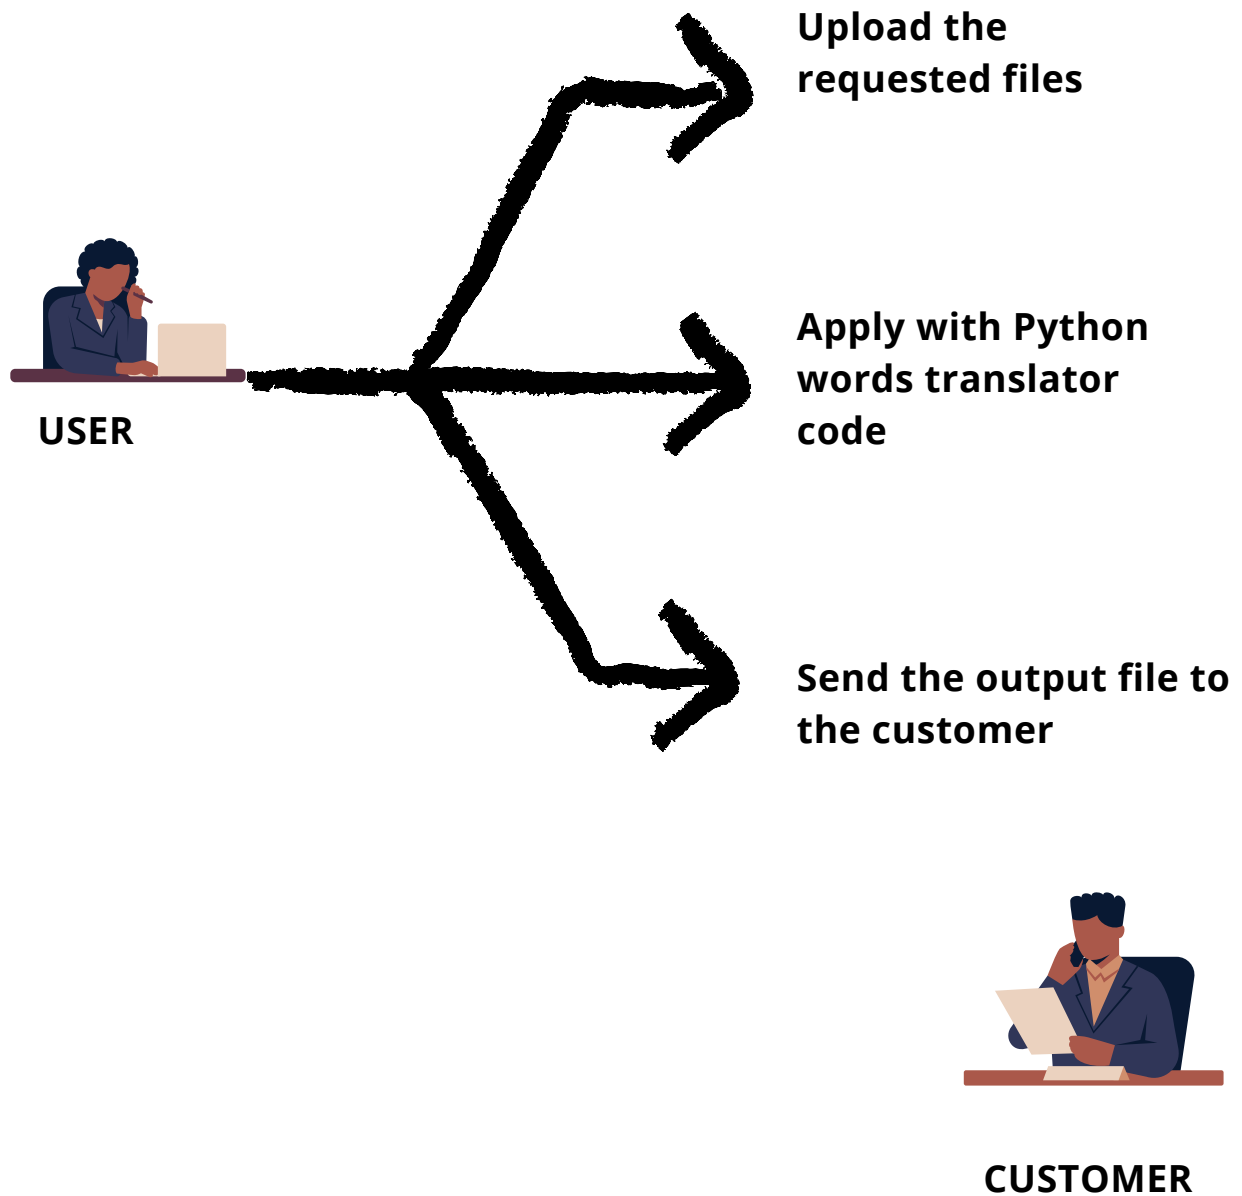 Upload the
requested files
Apply with Python
words translator
code
USER
Send the output file to
the customer
CUSTOMER